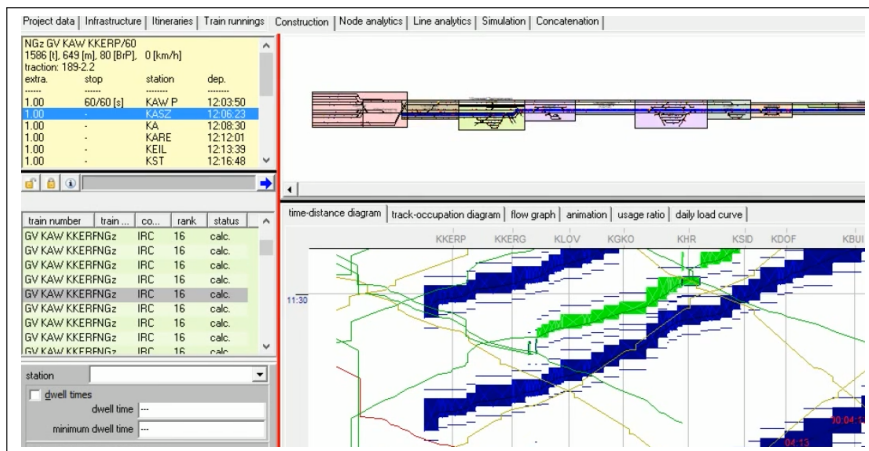 Project data | Infrastructure | Itineraries | Train runnings | Construction | Node analytics | Line analytics | Simulation | Concatenation
NGz GV KAW KKERP/60
1586 [t], 649 [m], 80 [BrP], 0 [km/h]
traction: 189-2.2
extra. stop station dep.
------ ------ -------- ------
1.00 60/60 [s] KAW P 12:03:50
1.00 - KASZ 12:06:23
1.00 - KA 12:08:30
1.00 - KARE 12:12:01
1.00 - KEIL 12:13:39
1.00 - KST 12:16:48
train number train ... co... rank status
GV KAW KKERFNGz IRC 16 calc.
GV KAW KKERFNGz IRC 16 calc.
GV KAW KKERFNGz IRC 16 calc.
GV KAW KKERFNGz IRC 16 calc.
GV KAW KKERFNGz IRC 16 calc.
GV KAW KKERFNGz IRC 16 calc.
GV KAW KKERFNGz IRC 16 calc.
GV KAW KKERFNGz IRC 16 calc.
GV KAW KKERFNGz IRC 16 calc.
station
dwell times
dwell time ---
minimum dwell time ---
time-distance diagram | track-occupation diagram | flow graph | animation | usage ratio | daily load curve
KKERP KKERG KLOV KGKO KHR KSID KDOF KBUI
11:30
04:13